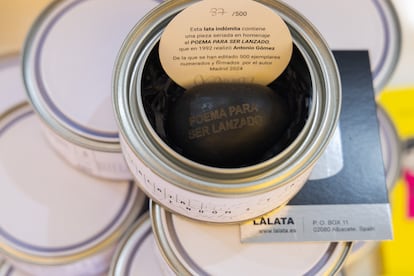 37 /500
Esta lata indómita contiene
una pieza seriada en homenaje
al POEMA PARA SER LANZADO,
que en 1992 realizó Antonio Gómez
De la que se han editado 500 ejemplares
numerados y firmados por el autor
Madrid 2024
POEMA PARA
SER LANZADO
LALATA
www.lalata.es
P.O. BOX 11
02080 Albacete, Spain